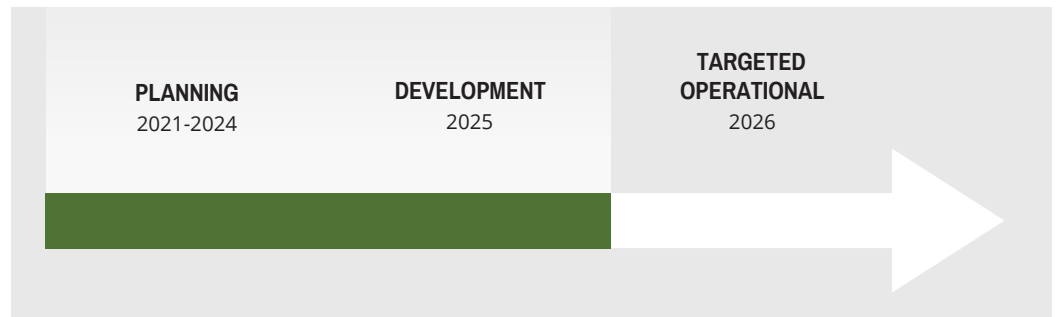 PLANNING
2021-2024
DEVELOPMENT
2025
TARGETED
OPERATIONAL
2026